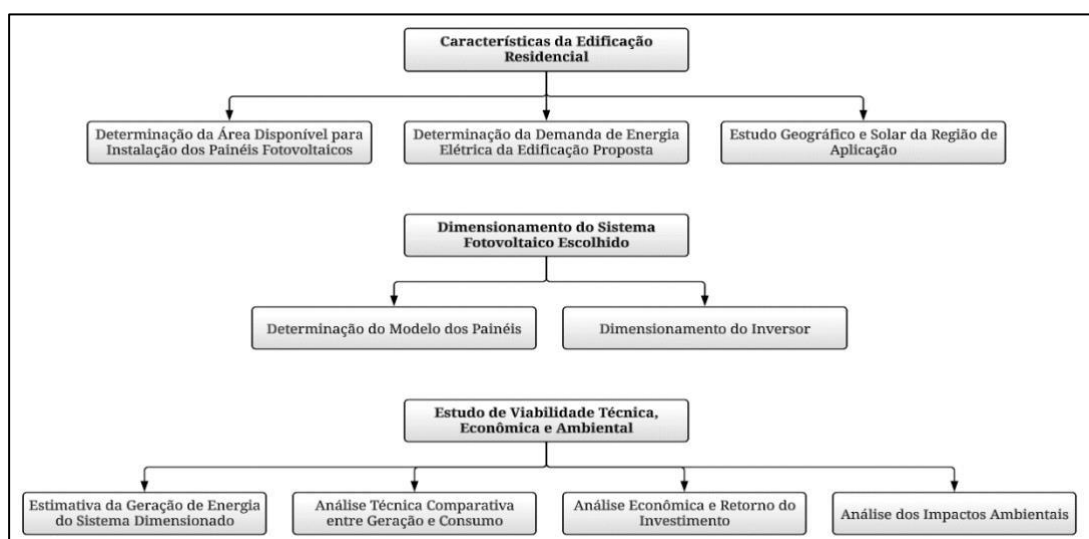 Características da Edificação
Residencial
Determinação da Área Disponível para
Instalação dos Painéis Fotovoltaicos
Determinação da Demanda de Energia
Elétrica da Edificação Proposta
Estudo Geográfico e Solar da Região de
Aplicação
Dimensionamento do Sistema
Fotovoltaico Escolhido
Determinação do Modelo dos Painéis
Dimensionamento do Inversor
Estudo de Viabilidade Técnica,
Econômica e Ambiental
Estimativa da Geração de Energia
do Sistema Dimensionado
Análise Técnica Comparativa
entre Geração e Consumo
Análise Econômica e Retorno do
Investimento
Análise dos Impactos Ambientais